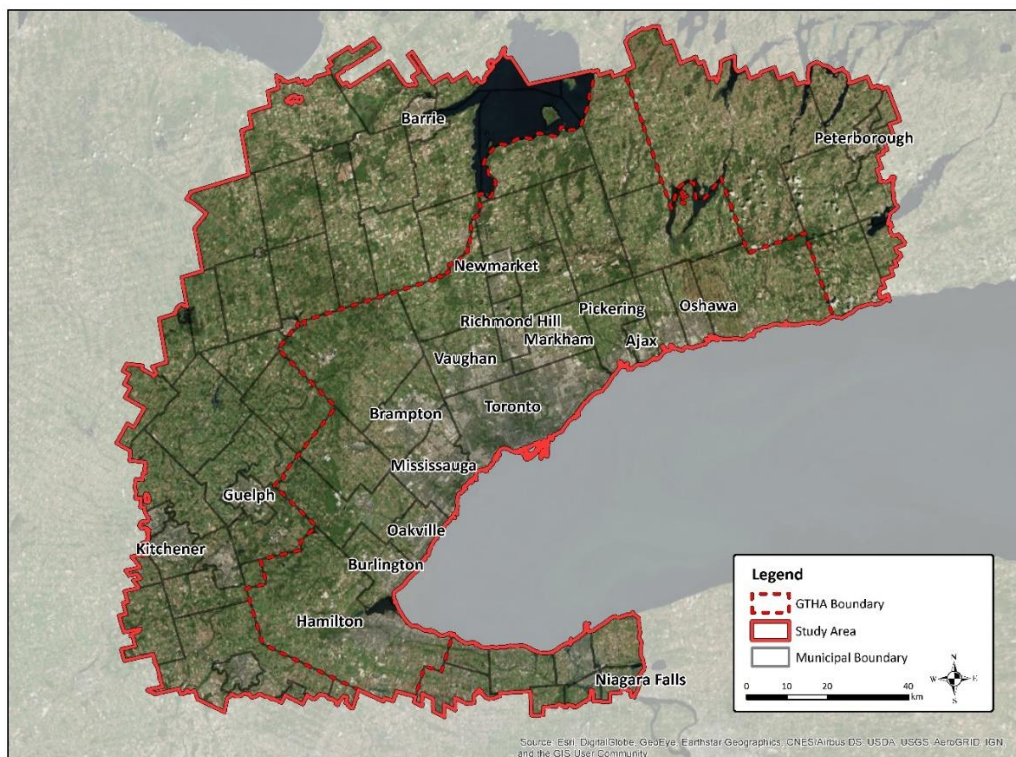 Barrie
Peterborough
Newmarket
Pickering
Oshawa
Richmond Hill
Markham
Ajax
Vaughan
Brampton
Toronto
Mississauga
Guelph
Oakville
Kitchener
Burlington
Hamilton
Niagara Falls
Legend
GTHA Boundary
Study Area
Municipal Boundary
N
W E
S
0 10 20 40
km
Source: Esri, DigitalGlobe, GeoEye, Earthstar Geographics, CNES/Airbus DS, USDA, USGS, AeroGRID, IGN,
and the GIS User Community